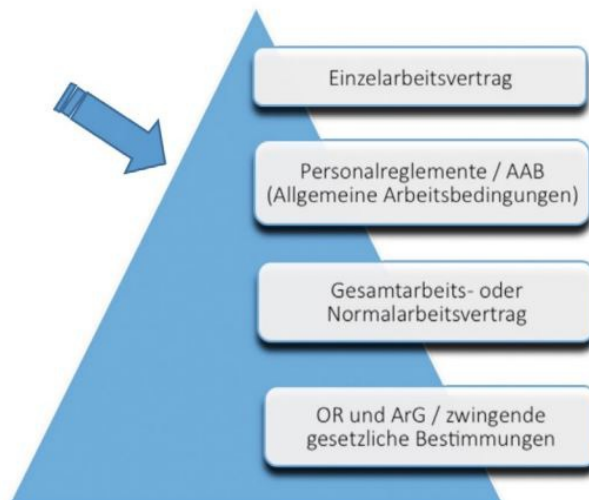 Einzelarbeitsvertrag
Personalreglemente / AAB
(Allgemeine Arbeitsbedingungen)
Gesamtarbeits- oder
Normalarbeitsvertrag
OR und ArG / zwingende
gesetzliche Bestimmungen